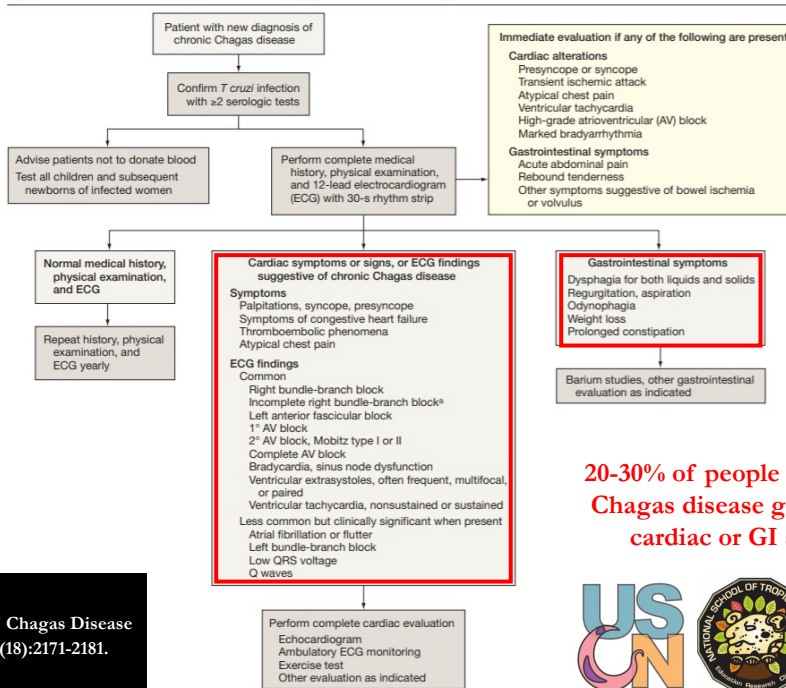 Patient with new diagnosis of
chronic Chagas disease
Confirm T cruzi infection
with ≥2 serologic tests
Immediate evaluation if any of the following are present
Cardiac alterations
Presyncope or syncope
Transient ischemic attack
Atypical chest pain
Ventricular tachycardia
High-grade atrioventricular (AV) block
Marked bradyarrhythmia
Gastrointestinal symptoms
Acute abdominal pain
Rebound tenderness
Other symptoms suggestive of bowel ischemia
or volvulus
Advise patients not to donate blood
Test all children and subsequent
newborns of infected women
Perform complete medical
history, physical examination,
and 12-lead electrocardiogram
(ECG) with 30-s rhythm strip
Normal medical history,
physical examination,
and ECG
Repeat history, physical
examination, and
ECG yearly
Cardiac symptoms or signs, or ECG findings
suggestive of chronic Chagas disease
Symptoms
Palpitations, syncope, presyncope
Symptoms of congestive heart failure
Thromboembolic phenomena
Atypical chest pain
ECG findings
Common
Right bundle-branch block
Incomplete right bundle-branch blockª
Left anterior fascicular block
1° AV block
2° AV block, Mobitz type I or II
Complete AV block
Bradycardia, sinus node dysfunction
Ventricular extrasystoles, often frequent, multifocal,
or paired
Ventricular tachycardia, nonsustained or sustained
Less common but clinically significant when present
Atrial fibrillation or flutter
Left bundle-branch block
Low QRS voltage
Q waves
Perform complete cardiac evaluation
Echocardiogram
Ambulatory ECG monitoring
Exercise test
Other evaluation as indicated
Gastrointestinal symptoms
Dysphagia for both liquids and solids
Regurgitation, aspiration
Odynophagia
Weight loss
Prolonged constipation
Barium studies, other gastrointestinal
evaluation as indicated
20-30% of people
Chagas disease g
cardiac or GI
Chagas Disease
(18):2171-2181.
US
N
NATIONAL SCHOOL OF TROPI
Education Research